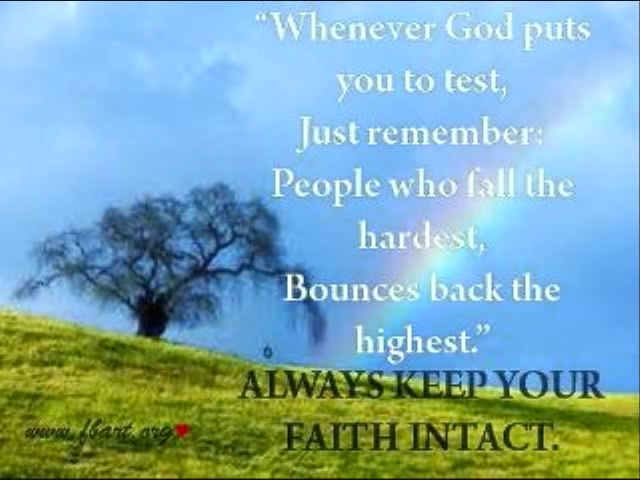 “Whenever God puts
you to test,
Just remember:
People who fall the
hardest,
Bounces back the
highest.”
ALWAYS KEEP YOUR
FAITH INTACT.
www.fbart.org